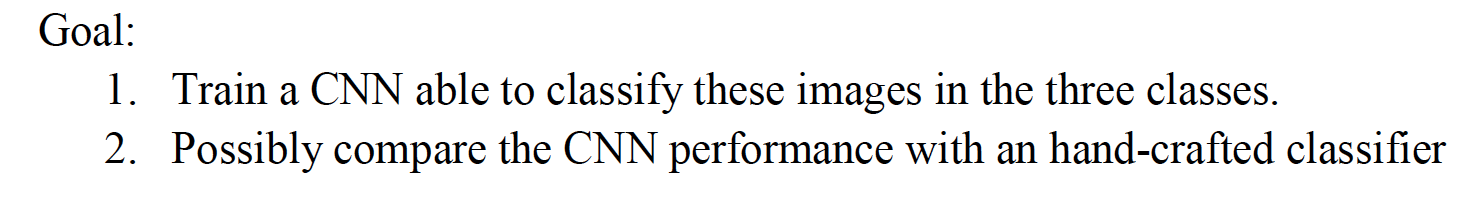 Goal:
1. Train a CNN able to classify these images in the three classes.
2. Possibly compare the CNN performance with an hand-crafted classifier